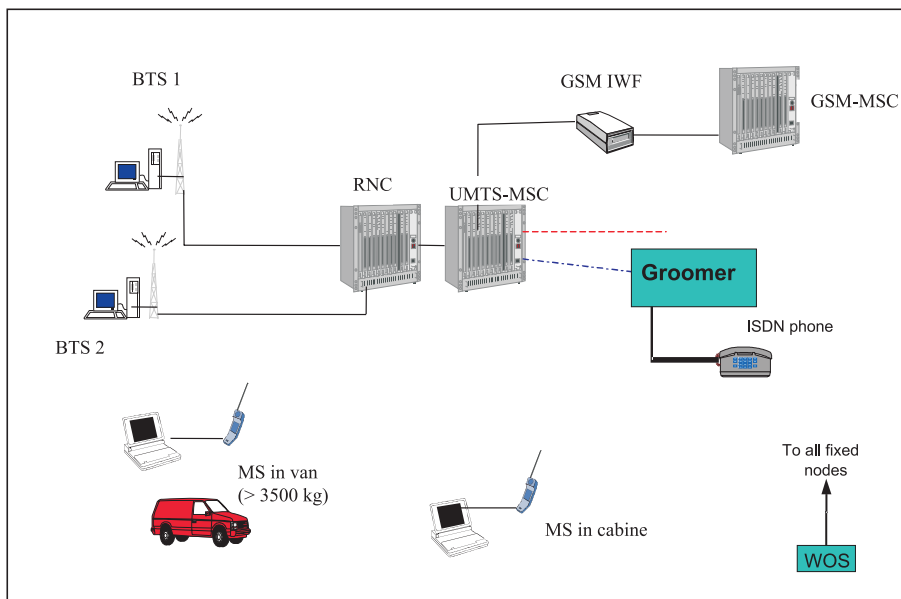 BTS 1
GSM IWF
GSM-MSC
RNC
UMTS-MSC
Groomer
ISDN phone
BTS 2
MS in van
(> 3500 kg)
MS in cabine
To all fixed
nodes
WOS